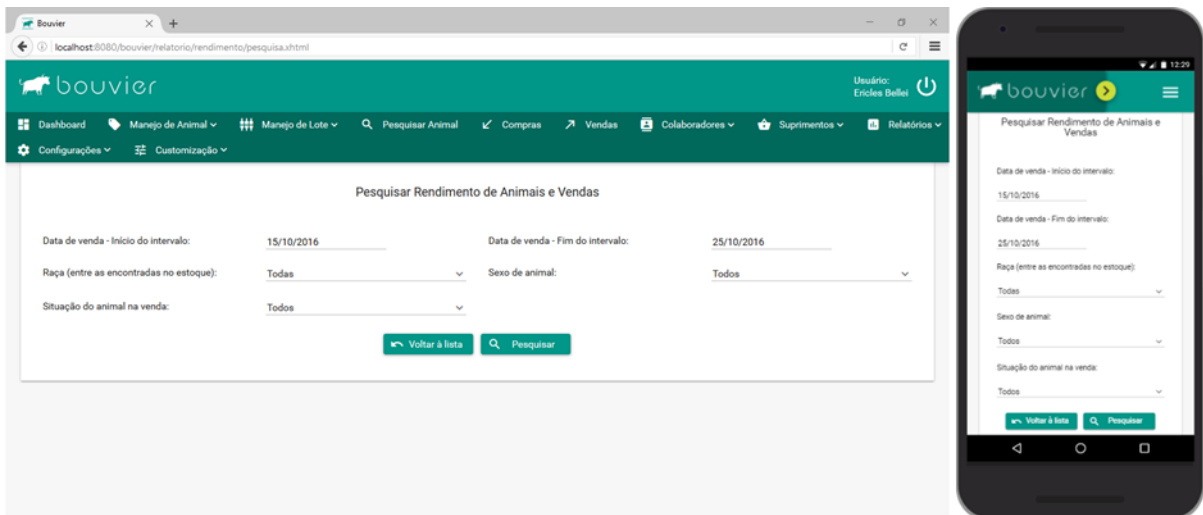 Bouvier
localhost:8080/bouvier/relatorio/rendimento/pesquisa.xhtml
bouvier
Usuário:
Ericles Bellei
Dashboard Manejo de Animal Manejo de Lote Pesquisar Animal Compras Vendas Colaboradores Suprimentos Relatórios
Configurações Customização
Pesquisar Rendimento de Animais e Vendas
Data de venda - Início do intervalo: 15/10/2016 Data de venda - Fim do intervalo: 25/10/2016
Raça (entre as encontradas no estoque): Todas Sexo de animal: Todos
Situação do animal na venda: Todos
Voltar à lista Pesquisar
12:29
bouvier
Pesquisar Rendimento de Animais e
Vendas
Data de venda - Início do intervalo:
15/10/2016
Data de venda - Fim do intervalo:
25/10/2016
Raça (entre as encontradas no estoque):
Todas
Sexo de animal:
Todos
Situação do animal na venda:
Todos
Voltar à lista Pesquisar